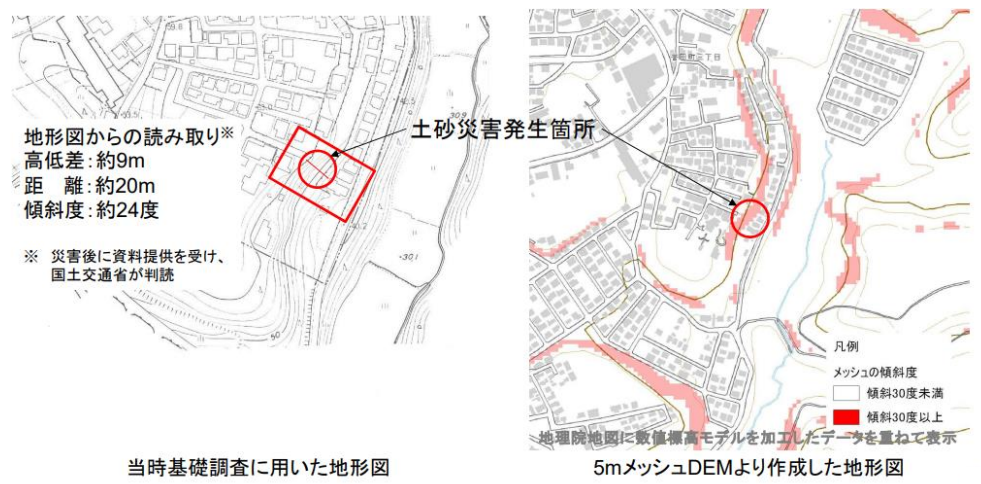 地形図からの読み取り※
高低差：約9m
距　離：約20m
傾斜度：約24度
※　災害後に資料提供を受け、
国土交通省が判読
土砂災害発生箇所
30.1
50
凡例
メッシュの傾斜度
傾斜30度未満
傾斜30度以上
地理院地図に数値標高モデルを加工したデータを重ねて表示
当時基礎調査に用いた地形図
5mメッシュDEMより作成した地形図